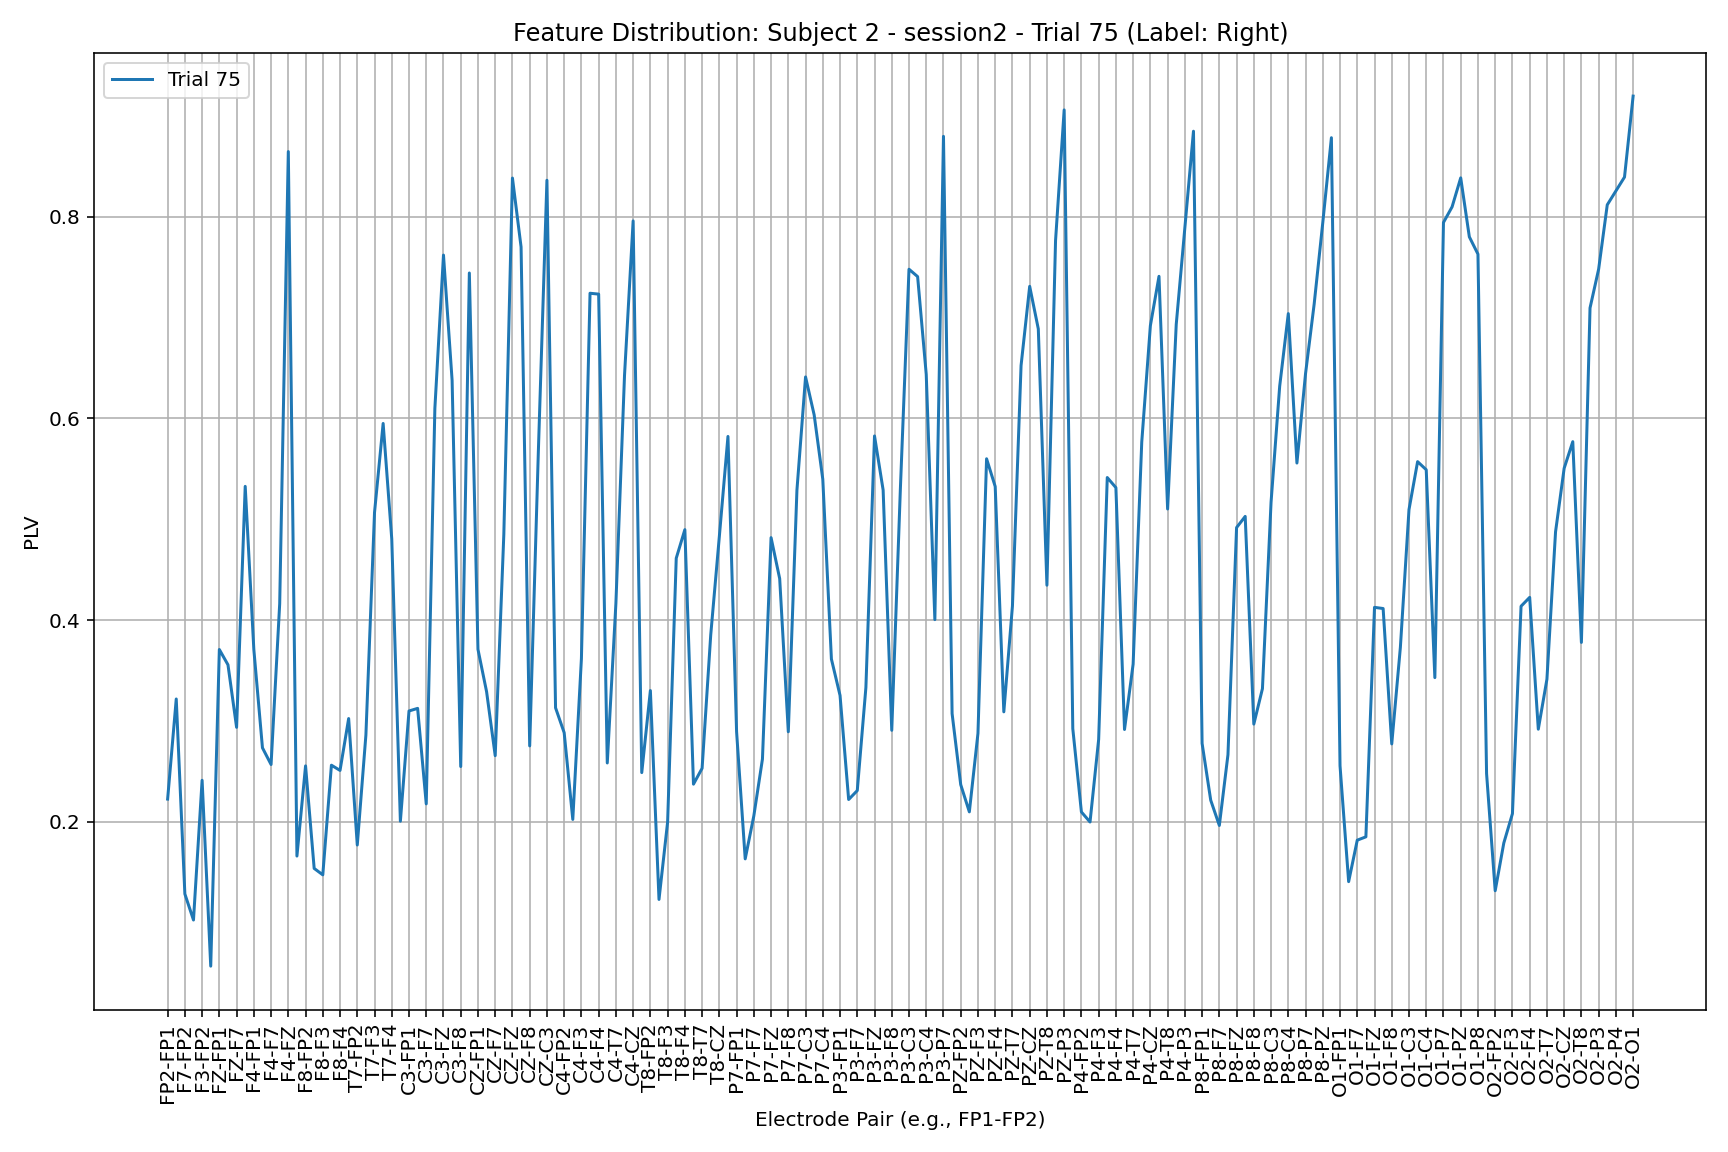 Feature Distribution: Subject 2 - session2 - Trial 75 (Label: Right)
Trial 75
PLV
0.8
0.6
0.4
0.2
FP2-FP1
F7-FP2
F3-FP2
FZ-FP1
FZ-F7
F4-FP1
F4-F7
F4-FZ
F8-FP2
F8-F3
F8-F4
T7-FP2
T7-F3
T7-F4
C3-FP1
C3-F7
C3-FZ
C3-F8
CZ-FP1
CZ-F7
CZ-FZ
CZ-F8
CZ-C3
C4-FP2
C4-F3
C4-F4
C4-T7
C4-CZ
T8-FP2
T8-F3
T8-F4
T8-T7
T8-CZ
P7-FP1
P7-F7
P7-FZ
P7-F8
P7-C3
P7-C4
P3-FP1
P3-F7
P3-FZ
P3-F8
P3-C3
P3-C4
P3-P7
PZ-FP2
PZ-F3
PZ-F4
PZ-T7
PZ-CZ
PZ-T8
PZ-P3
P4-FP2
P4-F3
P4-F4
P4-T7
P4-CZ
P4-T8
P4-P3
P8-FP1
P8-F7
P8-FZ
P8-F8
P8-C3
P8-C4
P8-P7
P8-PZ
O1-FP1
O1-F7
O1-FZ
O1-F8
O1-C3
O1-C4
O1-P7
O1-PZ
O1-P8
O2-FP2
O2-F3
O2-F4
O2-T7
O2-CZ
O2-T8
O2-P3
O2-P4
O2-O1
Electrode Pair (e.g., FP1-FP2)